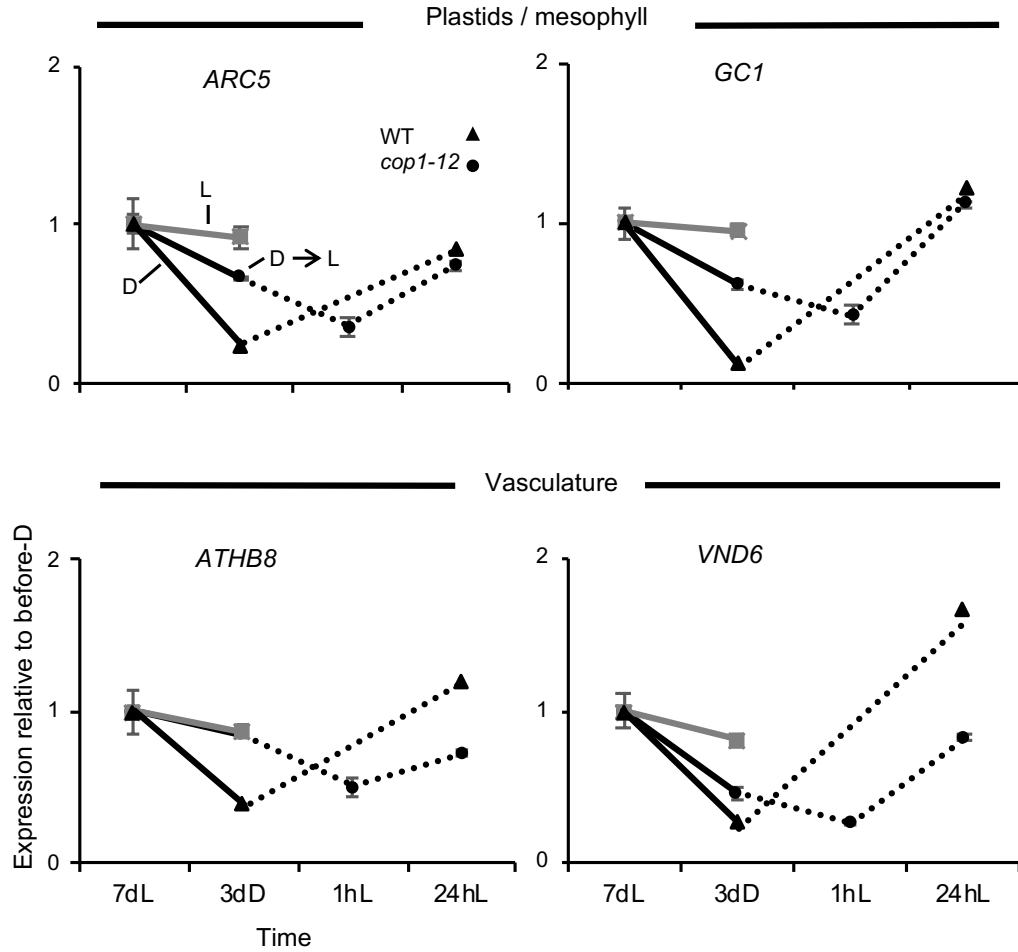 Plastids / mesophyll
2
ARC5
WT
cop1-12
L
1
D → L
D
0
2
GC1
1
0
Vasculature
Expression relative to before-D
2
ATHB8
1
0
7dL 3dD 1hL 24hL
2
VND6
1
0
7dL 3dD 1hL 24hL
Time